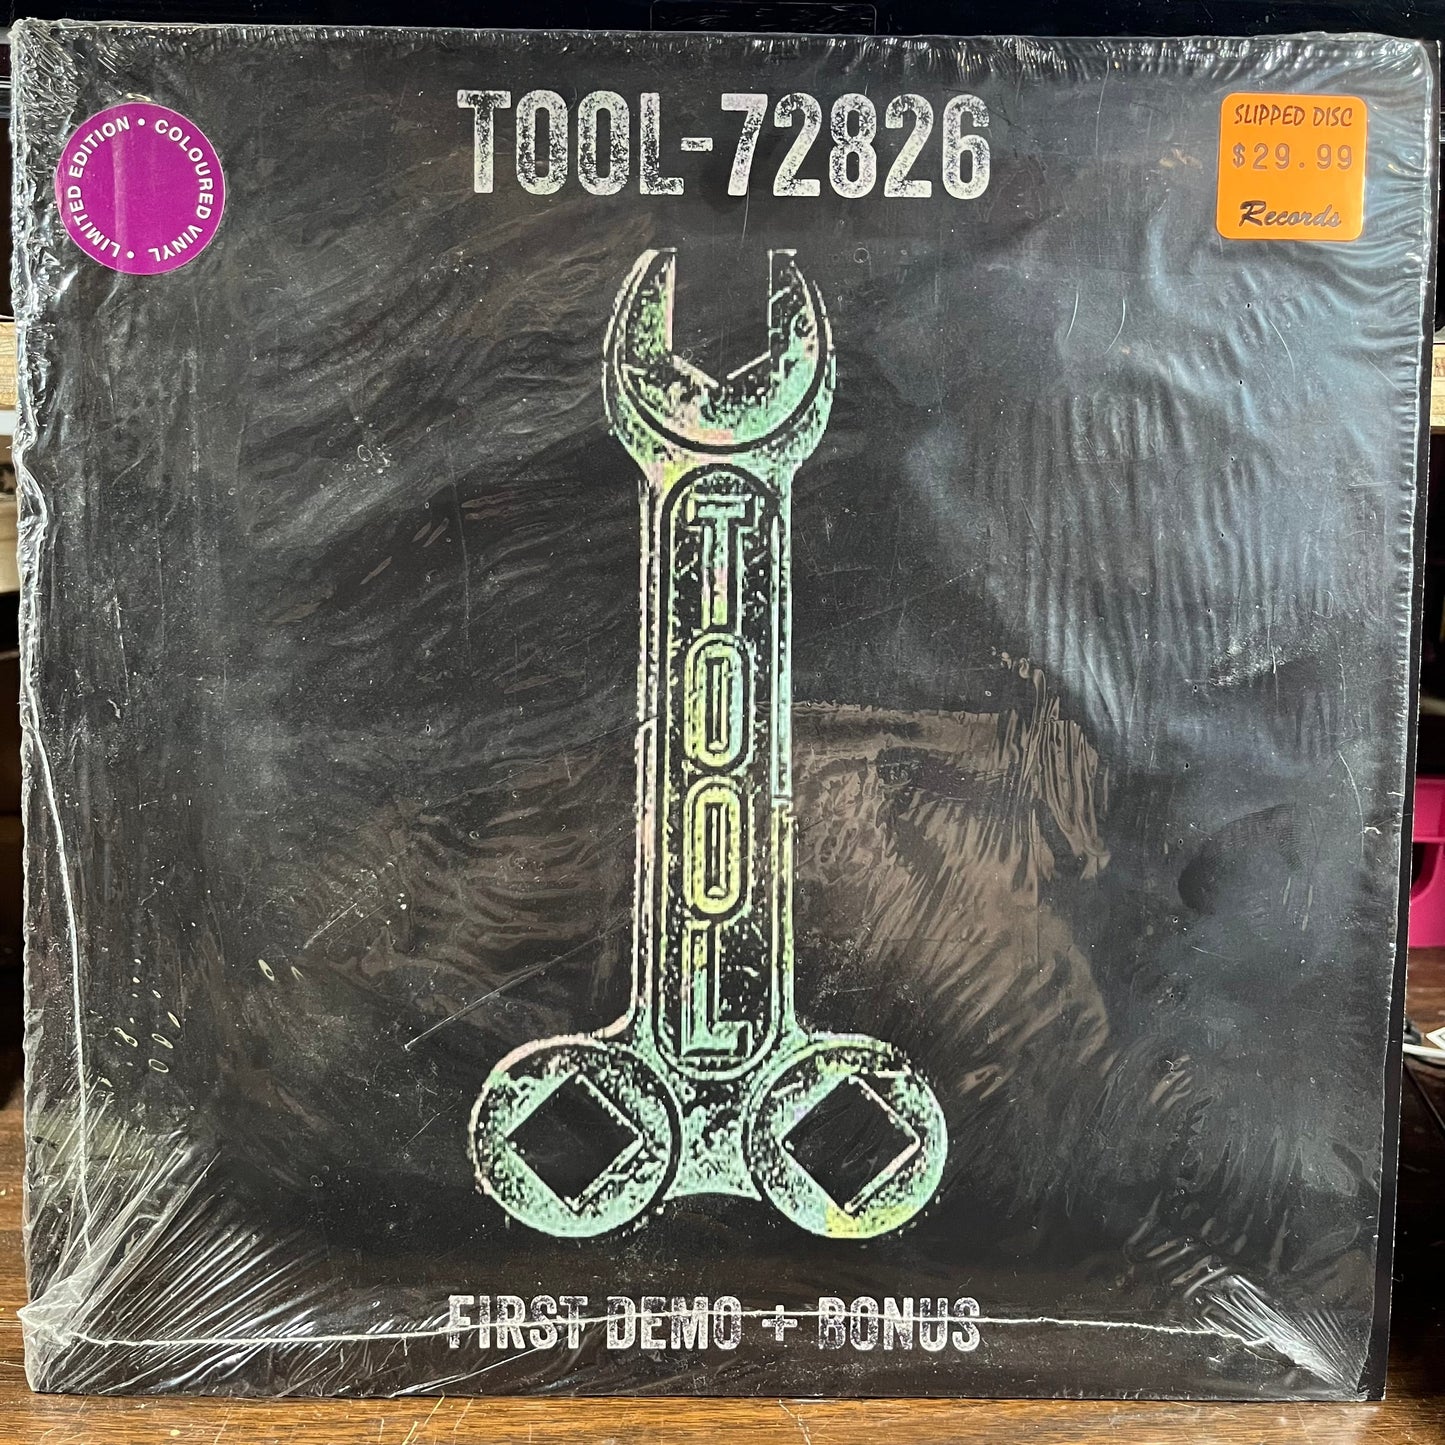 TOOL-72826
LIMITED EDITION • COLOURED VINYL •
SLIPPED DISC
$29.99
Records
TOOL
FIRST DEMO + BONUS